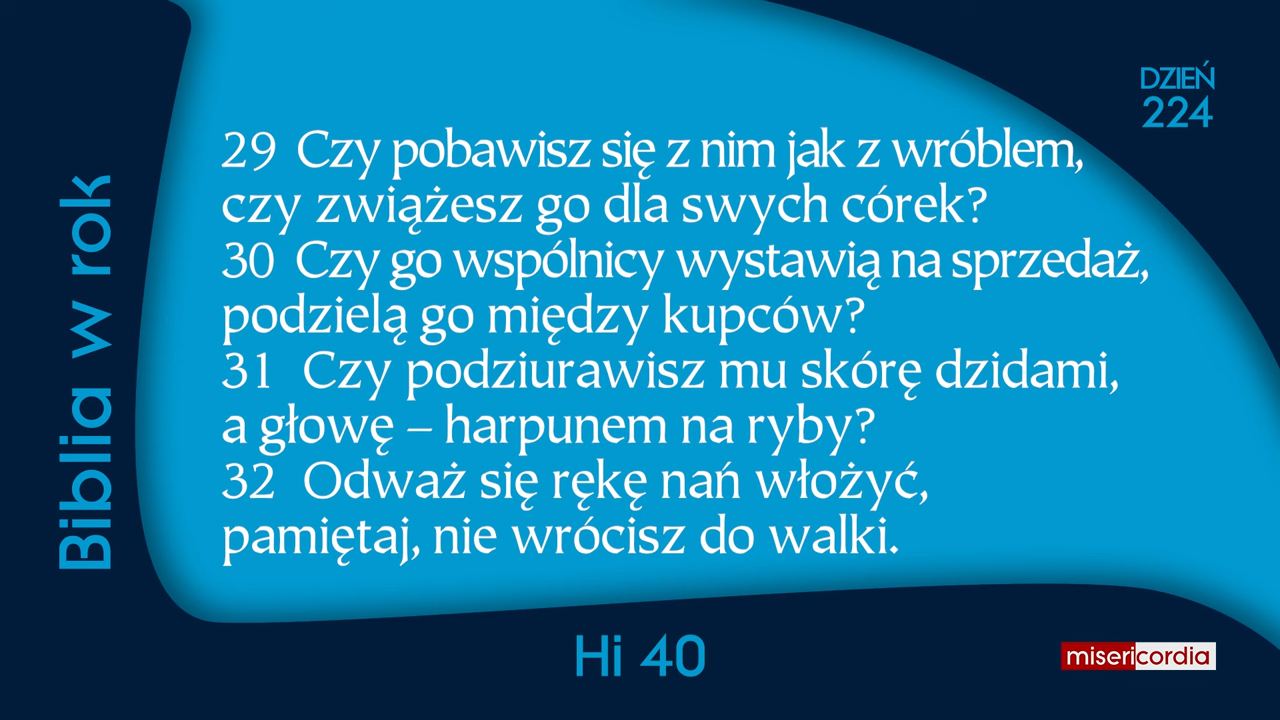 DZIEŃ
224
29 Czy pobawisz się z nim jak z wróblem,
czy zwiążesz go dla swych córek?
30 Czy go wspólnicy wystawią na sprzedaż,
podzielą go między kupców?
31 Czy podziurawisz mu skórę dzidami,
a głowę – harpunem na ryby?
32 Odważ się rękę nań włożyć,
pamiętaj, nie wrócisz do walki.
Biblia w rok
Hi 40
misericordia